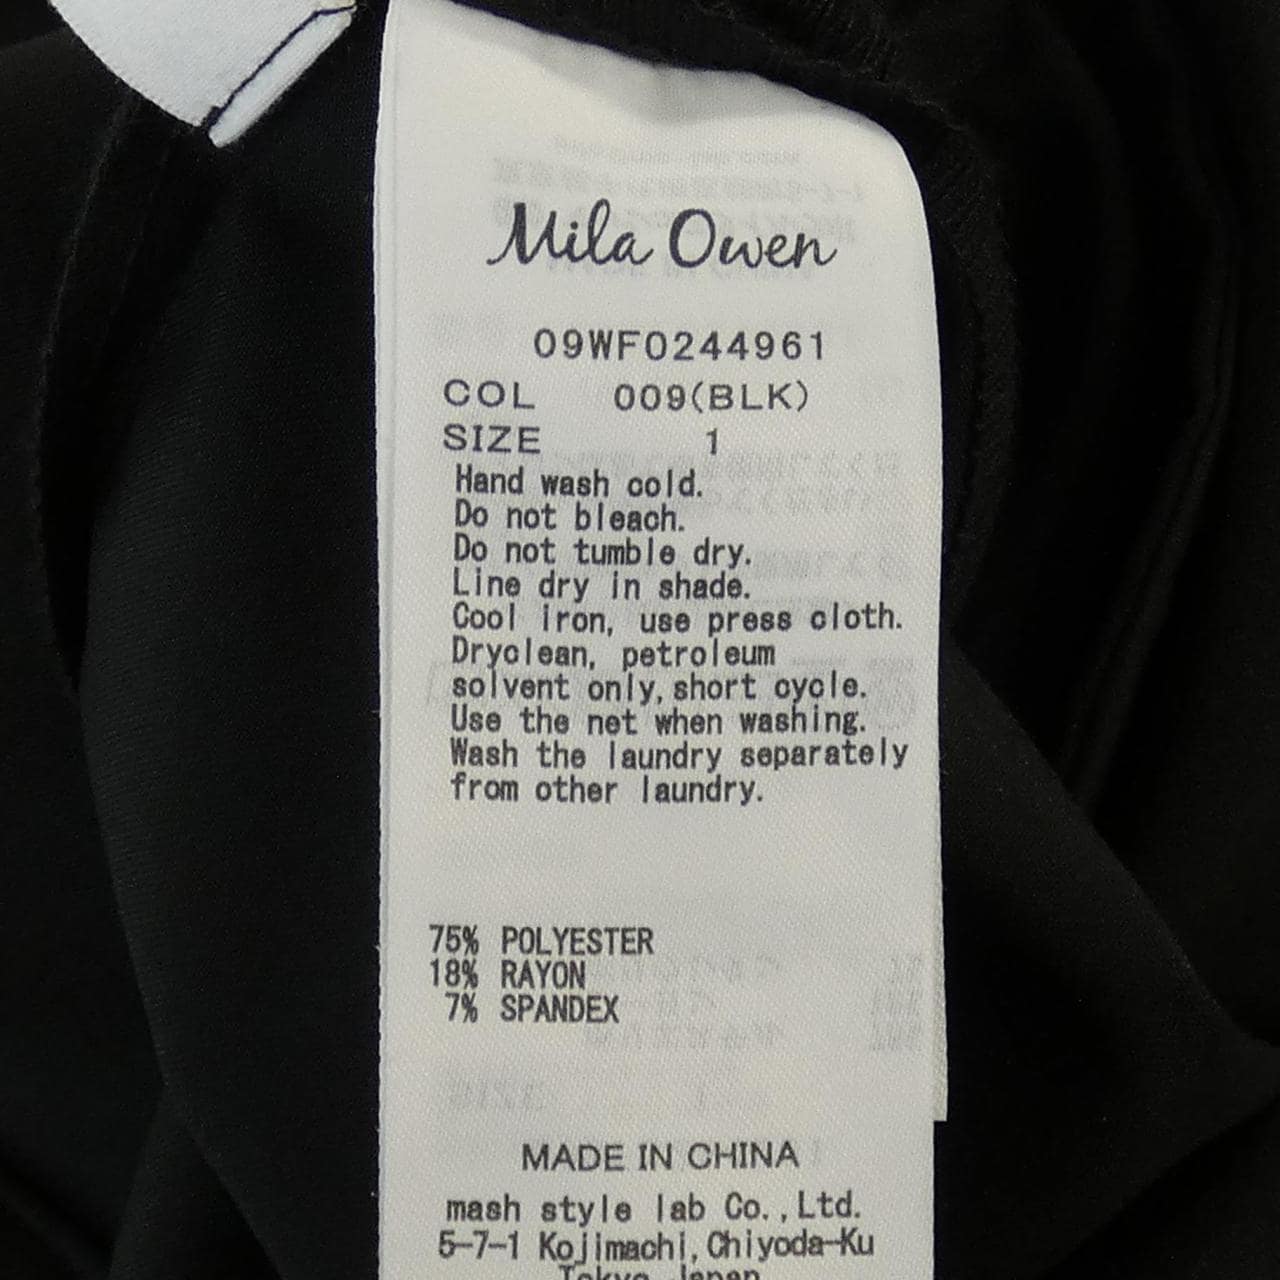 Mila Owen
09WF0244961
COL 009(BLK)
SIZE 1
Hand wash cold.
Do not bleach.
Do not tumble dry.
Line dry in shade.
Cool iron, use press cloth.
Dryclean, petroleum
solvent only, short cycle.
Use the net when washing.
Wash the laundry separately
from other laundry.
75% POLYESTER
18% RAYON
7% SPANDEX
MADE IN CHINA
mash style lab Co., Ltd.
5-7-1 Kojimachi, Chiyoda-Ku
Tokyo Japan